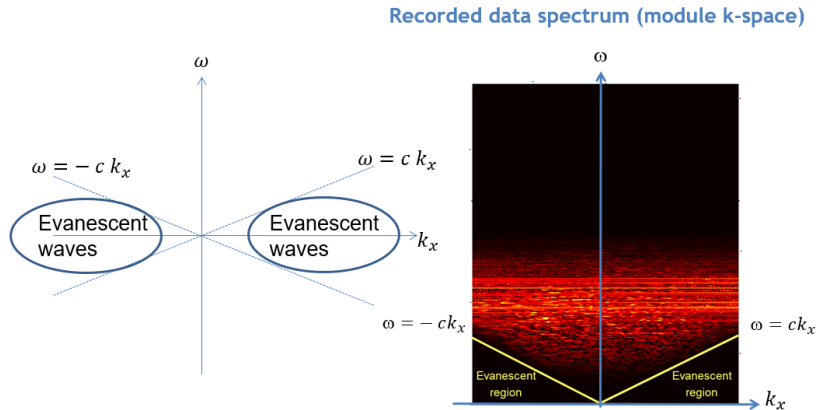 Recorded data spectrum (module k-space)
ω
ω = − c kₓ
ω = c kₓ
Evanescent
waves
Evanescent
waves
kₓ
ω
ω = −ckₓ
ω = ckₓ
Evanescent
region
Evanescent
region
kₓ